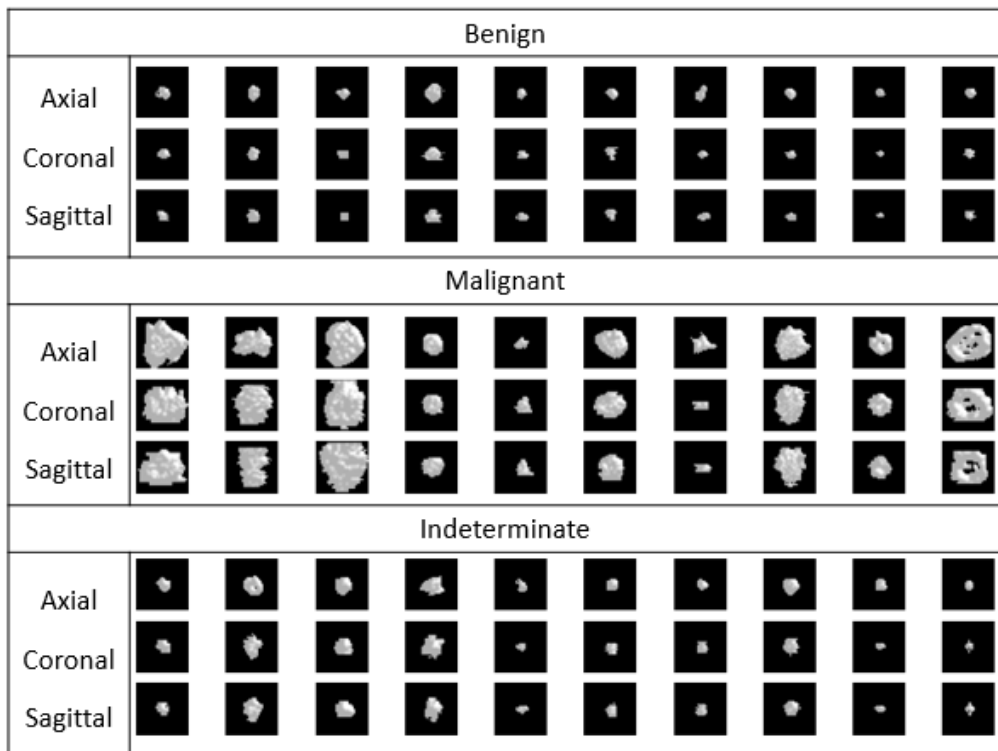 Benign
Axial
Coronal
Sagittal
Malignant
Axial
Coronal
Sagittal
Indeterminate
Axial
Coronal
Sagittal